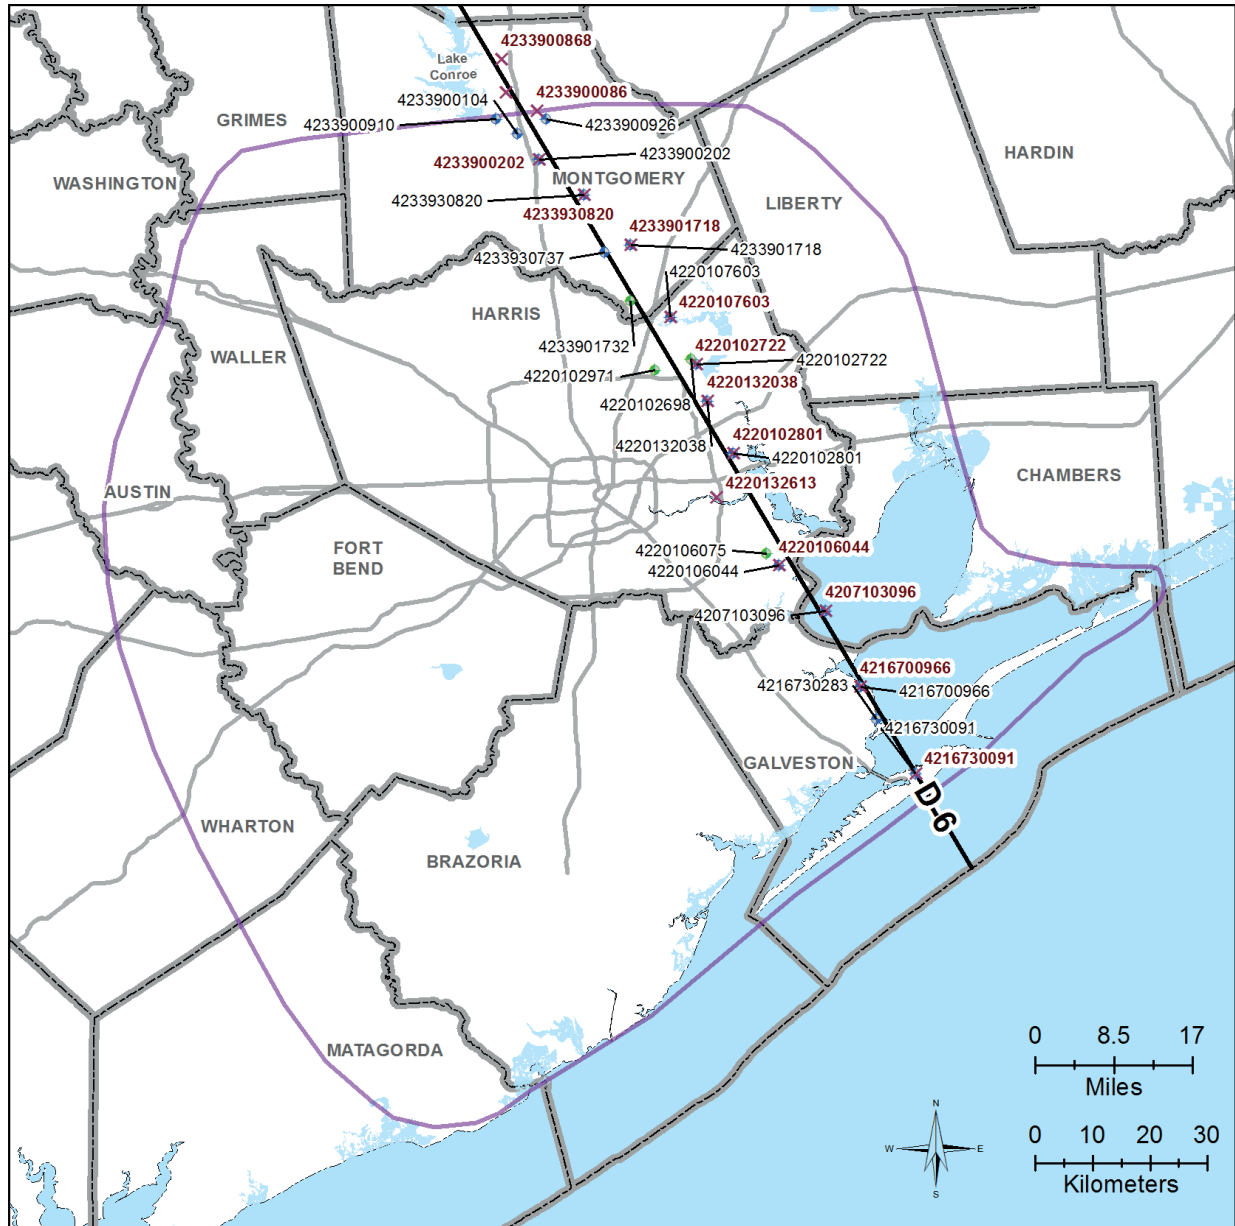 4233900868
Lake
Conroe
4233900104
4233900086
GRIMES
4233900910
4233900926
HARDIN
4233900202
4233900202
WASHINGTON
MONTGOMERY
4233930820
LIBERTY
4233930820
4233901718
4233901718
4233930737
4220107603
4220107603
HARRIS
4233901732
4220102722
WALLER
4220102722
4220102971
4220132038
4220102698
4220102801
4220132038
4220102801
CHAMBERS
4220132613
AUSTIN
FORT
BEND
4220106075
4220106044
4220106044
4207103096
4207103096
4216700966
4216730283
4216700966
4216730091
GALVESTON
4216730091
D-6
WHARTON
BRAZORIA
MATAGORDA
0 8.5 17
Miles
N
W E
S
0 10 20 30
Kilometers